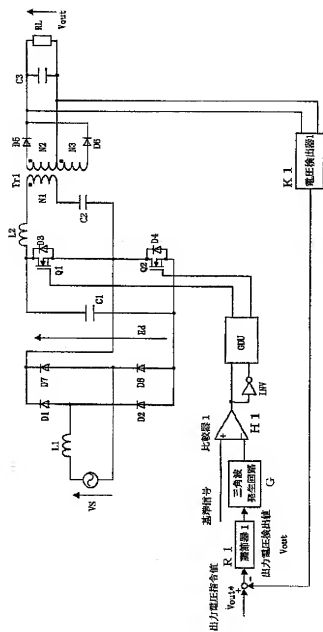 VS
L1
D1
D7
D2
D8
Ed
C1
L2
D3
Q1
D4
Q2
Tr1
N1
C2
N2
N3
D5
D6
C3
RL
Vout
出力電圧指令値
Vout*
+
-
出力電圧検出値
Vout
R1
調節器1
三角波
発生回路
G
基準信号
比較器1
+
-
H1
INV
GDU
電圧検出器1
K1